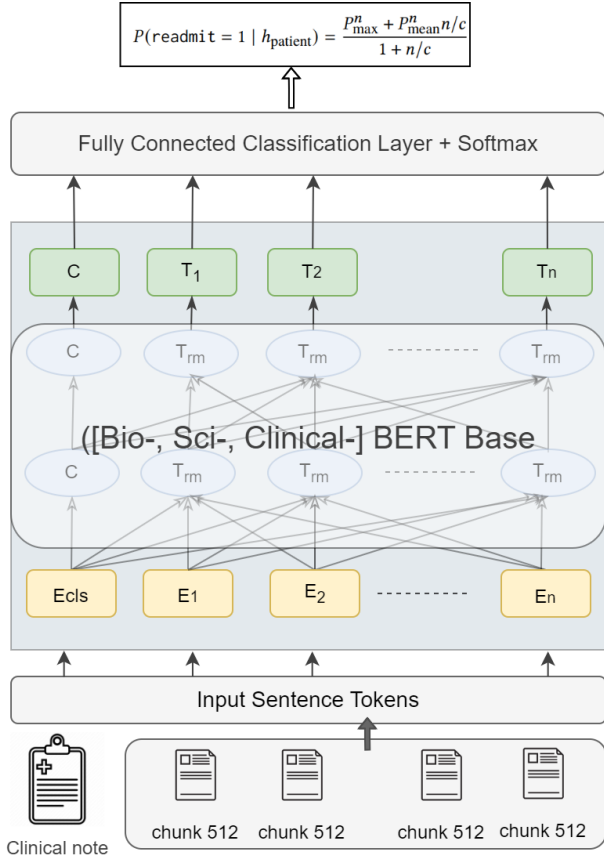 P(readmit = 1 | h_patient) = (P^n_max + P^n_mean n/c) / (1 + n/c)
Fully Connected Classification Layer + Softmax
C T1 T2 Tn
C Trm Trm Trm
([Bio-, Sci-, Clinical-] BERT Base
C Trm Trm Trm
Ecls E1 E2 En
Input Sentence Tokens
chunk 512 chunk 512 chunk 512 chunk 512
Clinical note